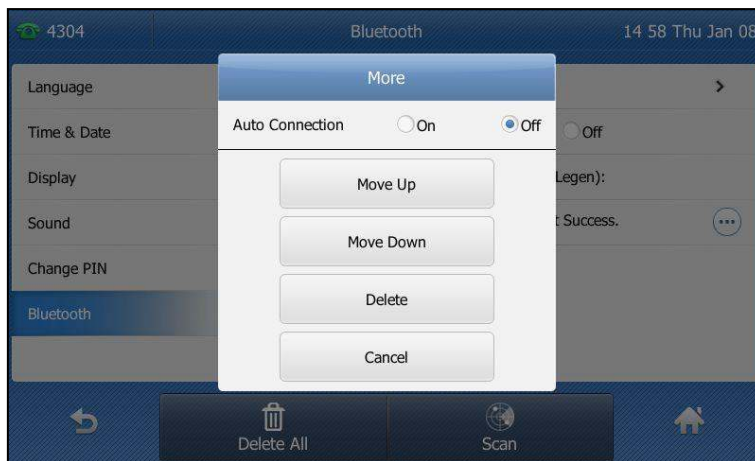 4304 Bluetooth 14 58 Thu Jan 08
More
Language
Auto Connection On Off
Time & Date Off
Display Move Up Legen):
Sound Success.
Move Down
Change PIN
Delete
Bluetooth
Cancel
Delete All Scan